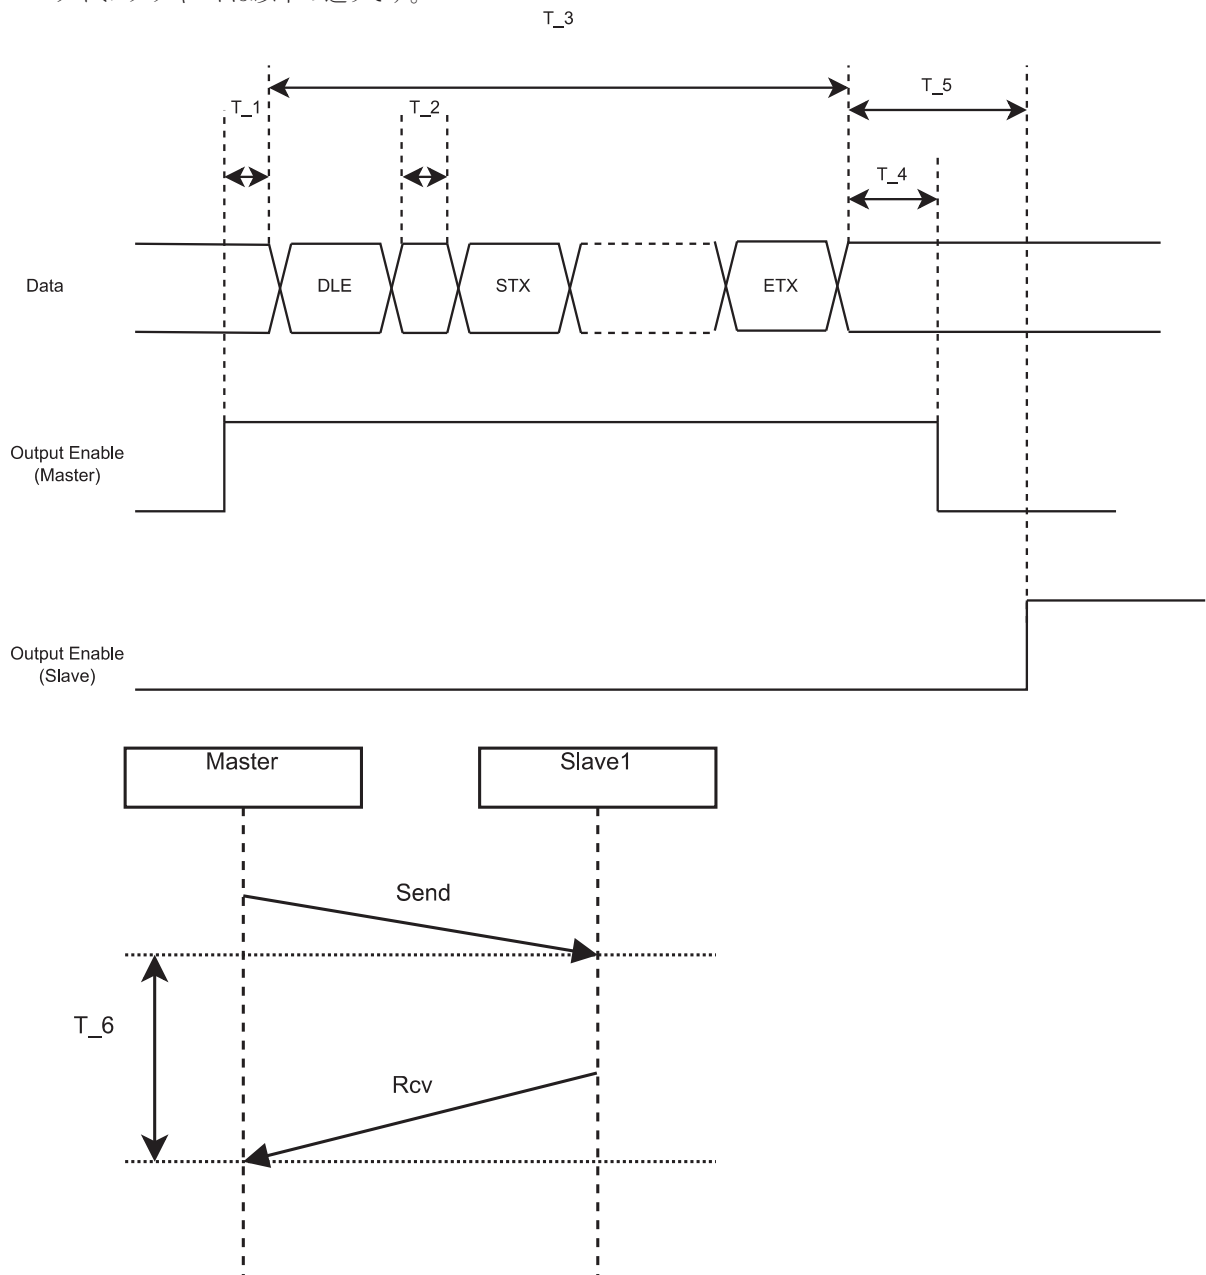 T_3
T_5
T_1
T_2
T_4
Data
DLE
STX
ETX
Output Enable
(Master)
Output Enable
(Slave)
Master
Slave1
Send
T_6
Rcv